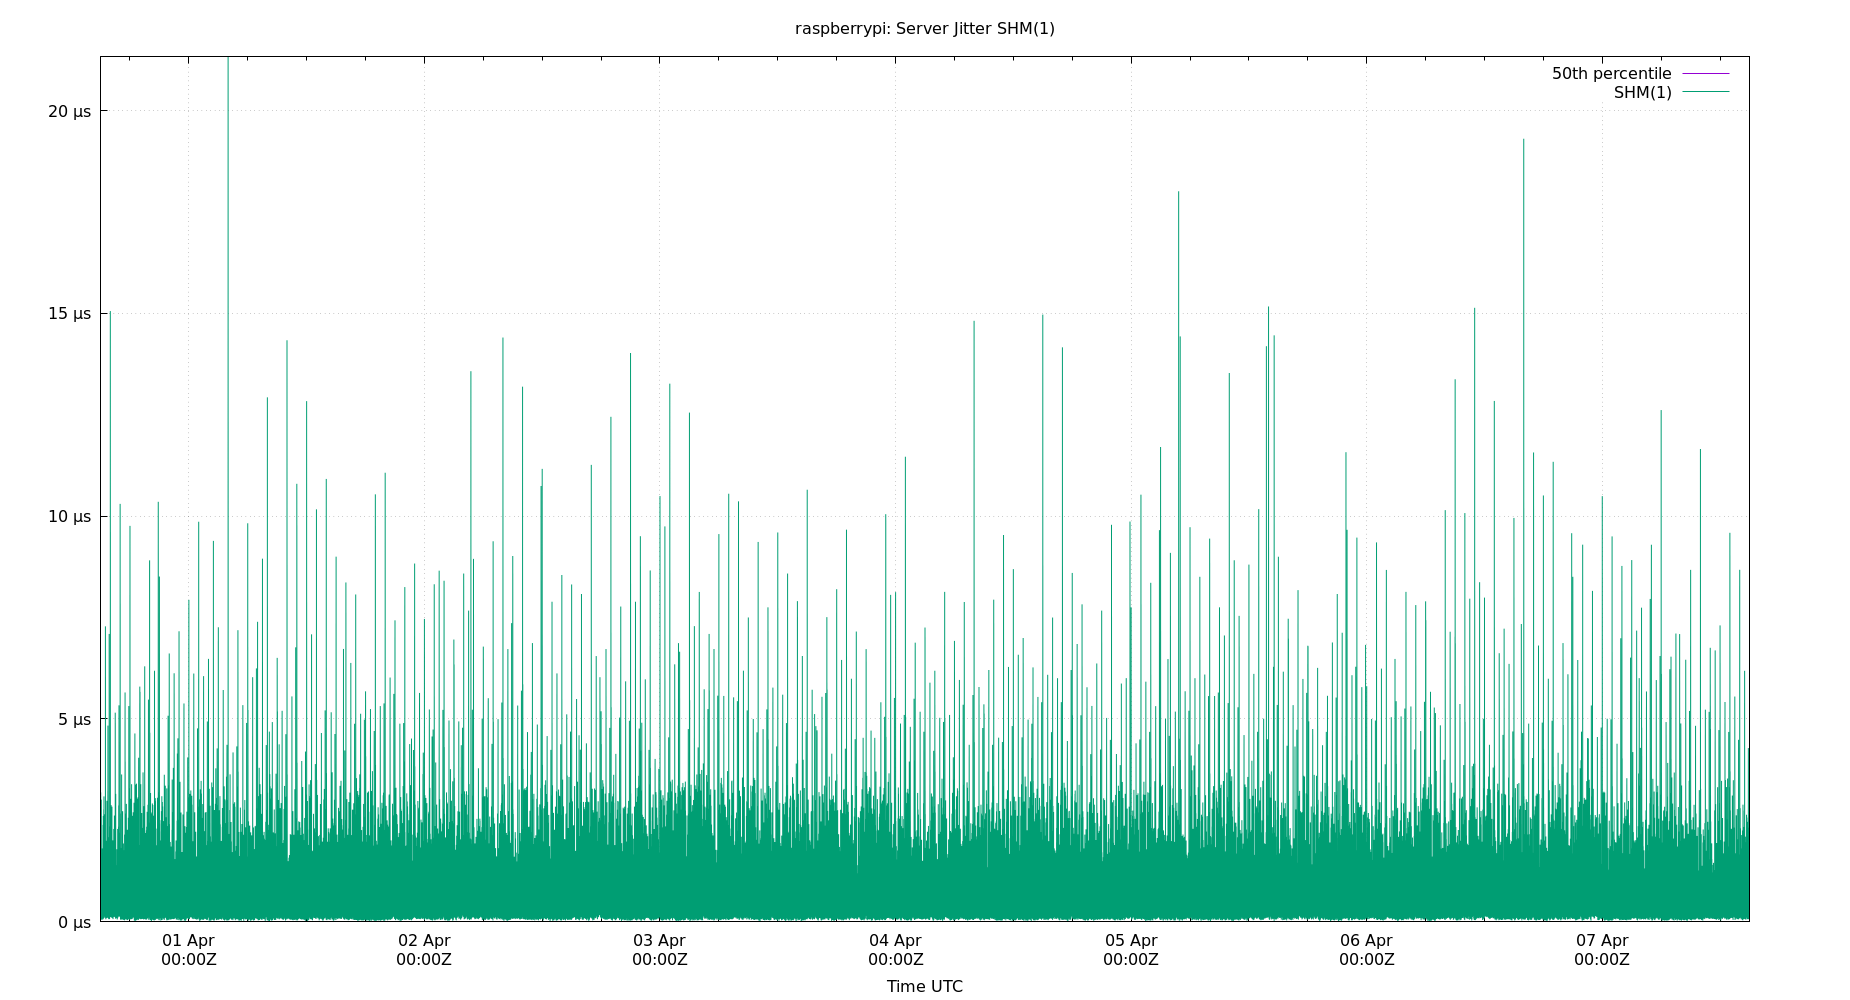 raspberrypi: Server Jitter SHM(1)
50th percentile
SHM(1)
20 µs
15 µs
10 µs
5 µs
0 µs
01 Apr
00:00Z
02 Apr
00:00Z
03 Apr
00:00Z
04 Apr
00:00Z
05 Apr
00:00Z
06 Apr
00:00Z
07 Apr
00:00Z
Time UTC